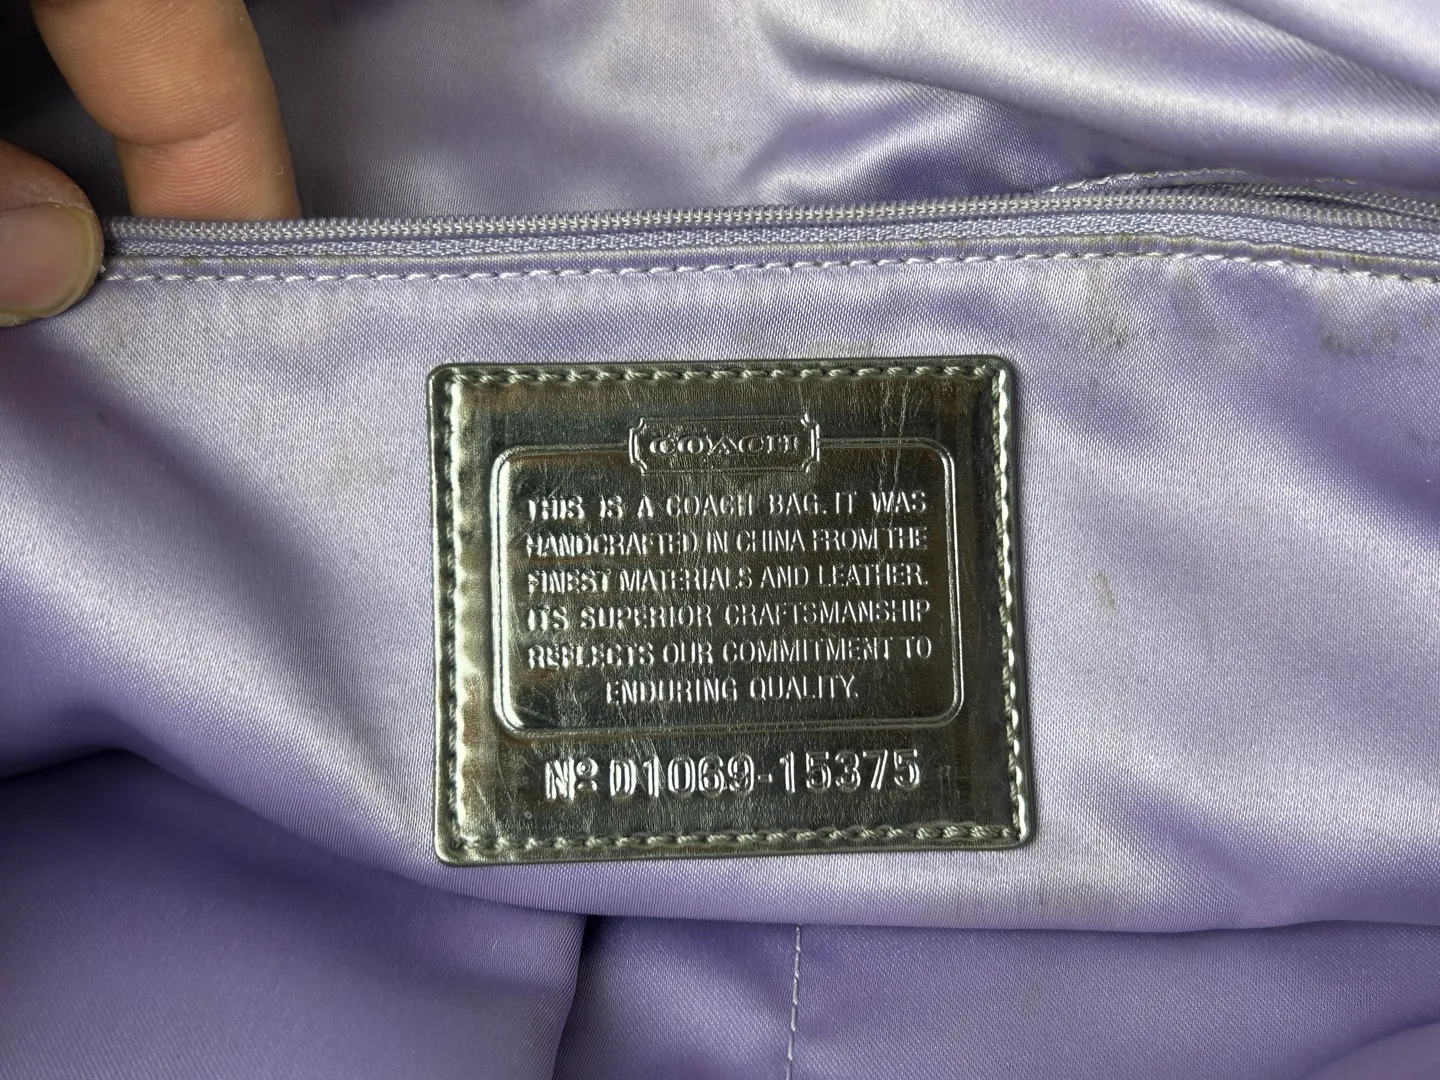 COACH
THIS IS A COACH BAG. IT WAS
HANDCRAFTED IN CHINA FROM THE
FINEST MATERIALS AND LEATHER.
ITS SUPERIOR CRAFTSMANSHIP
REFLECTS OUR COMMITMENT TO
ENDURING QUALITY.
Nº D1069-15375